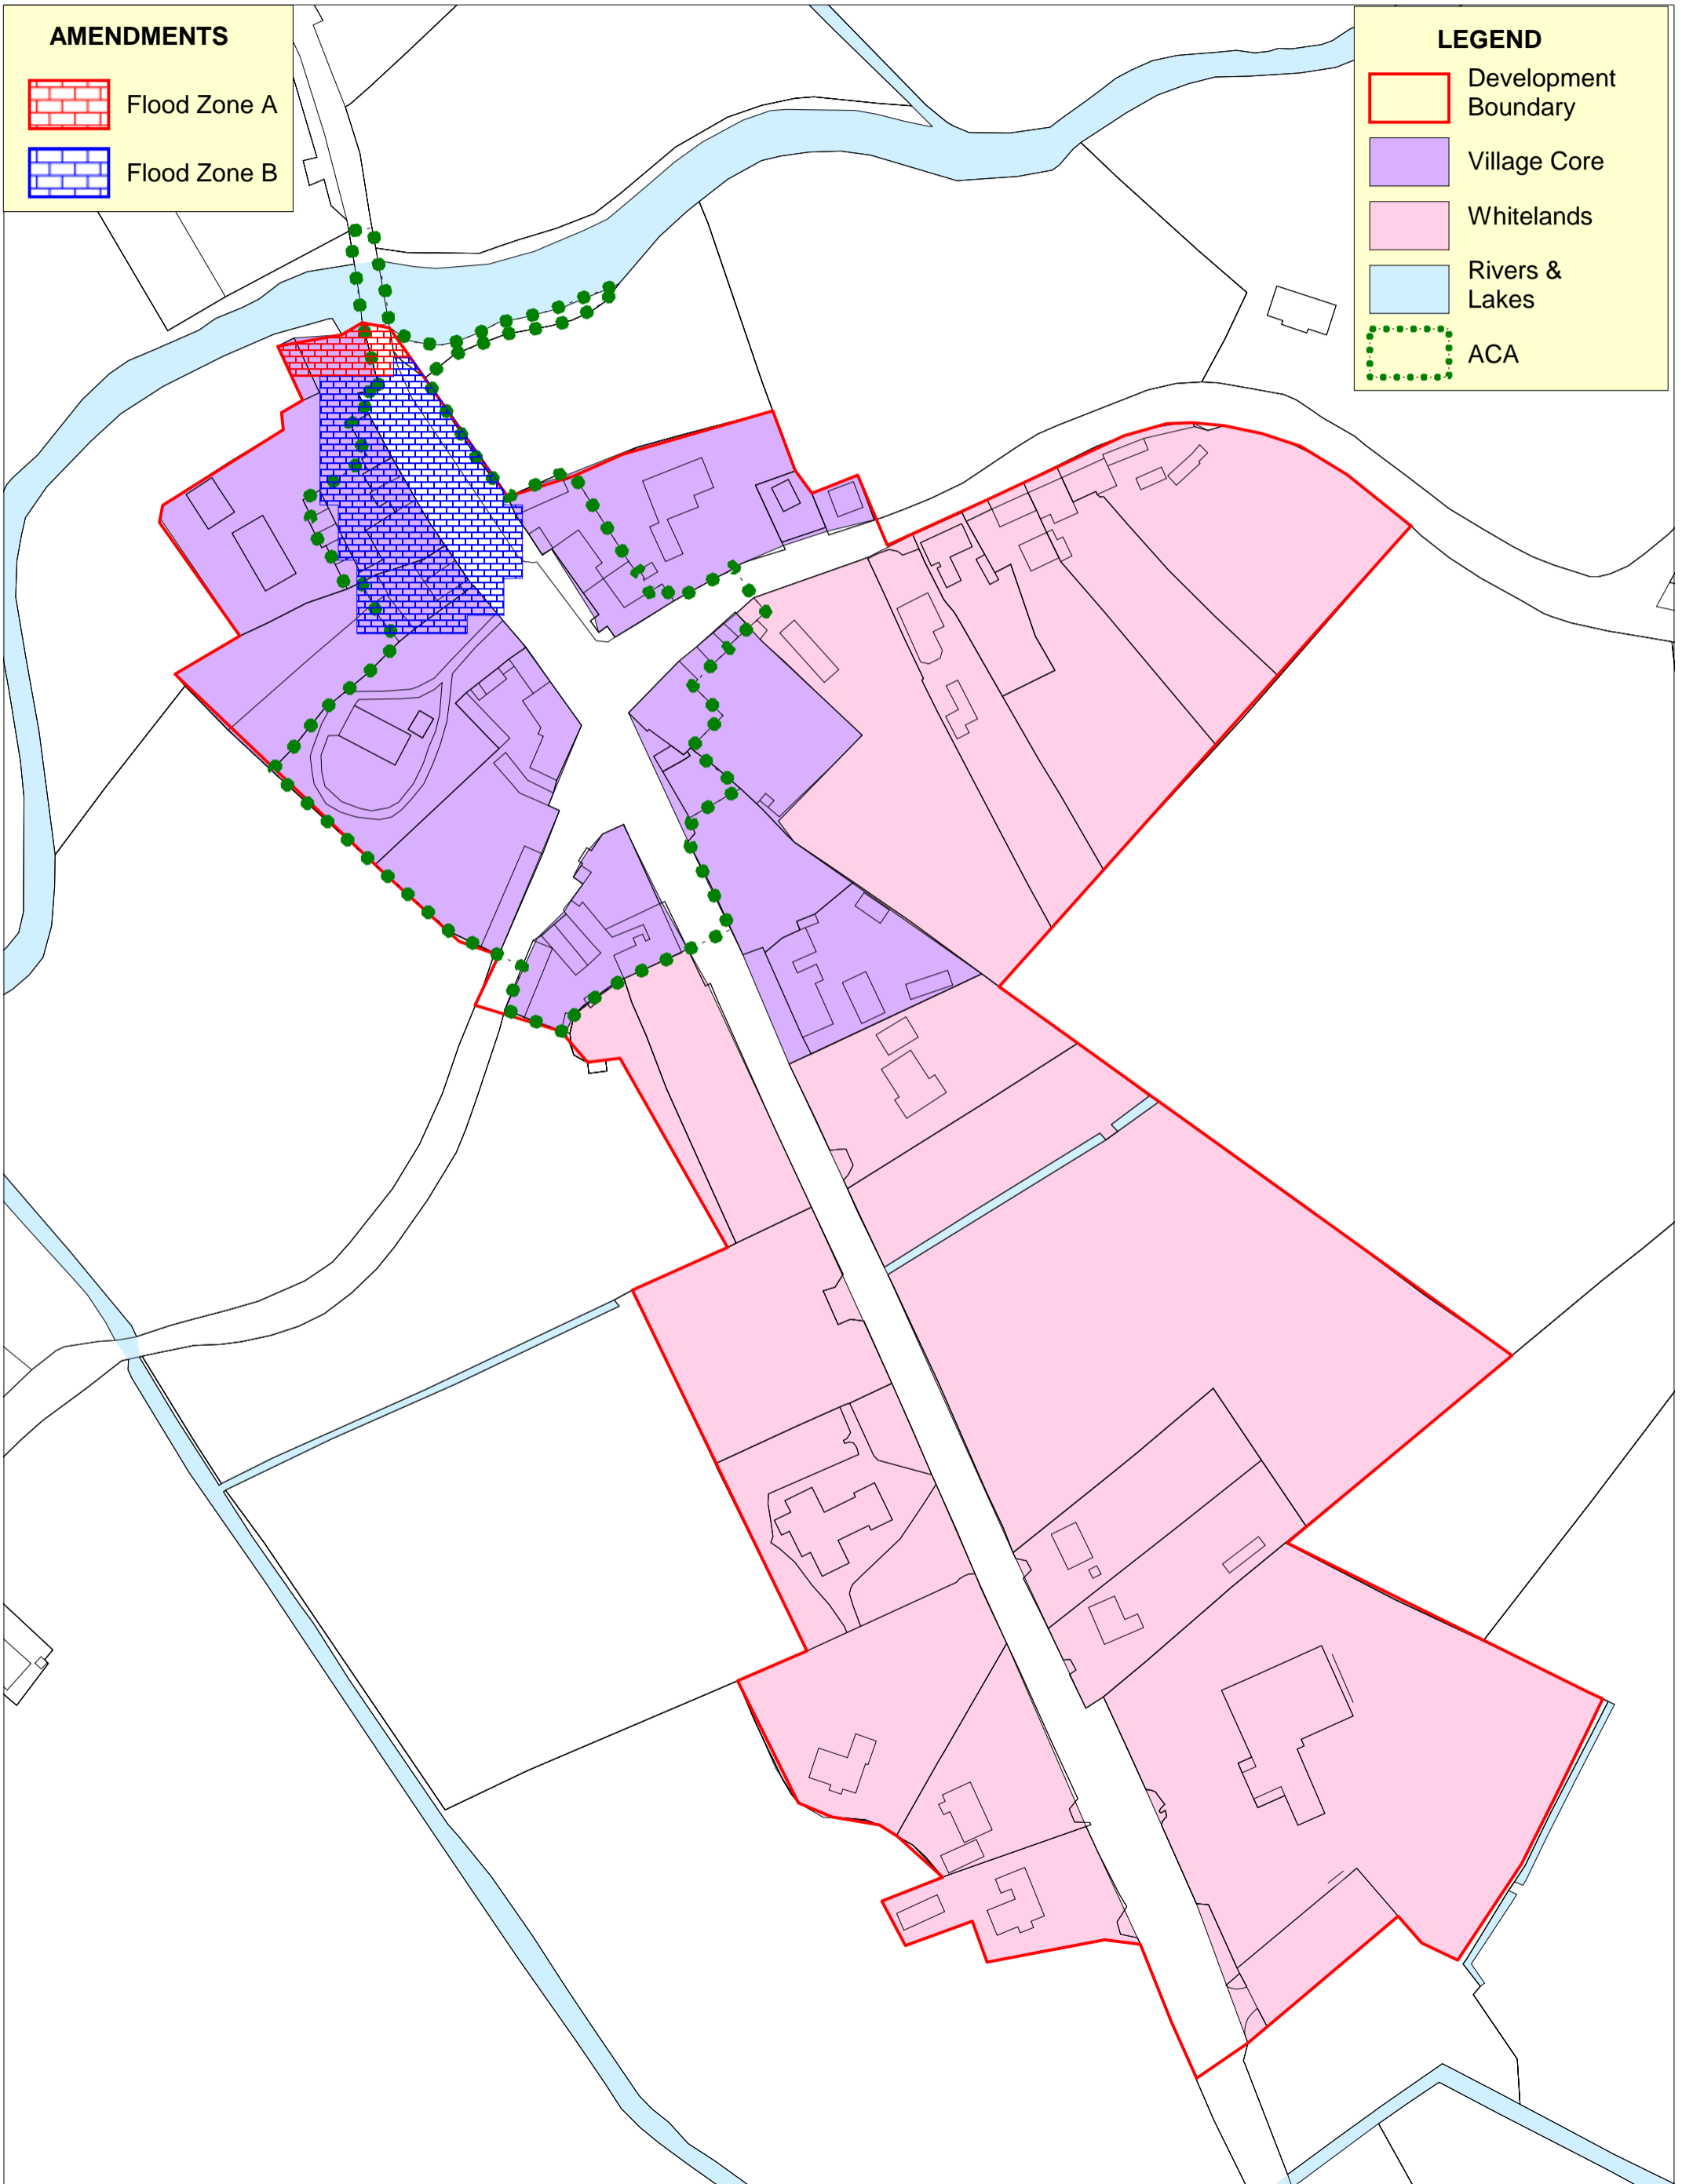 AMENDMENTS
Flood Zone A
Flood Zone B
LEGEND
Development
Boundary
Village Core
Whitelands
Rivers &
Lakes
ACA